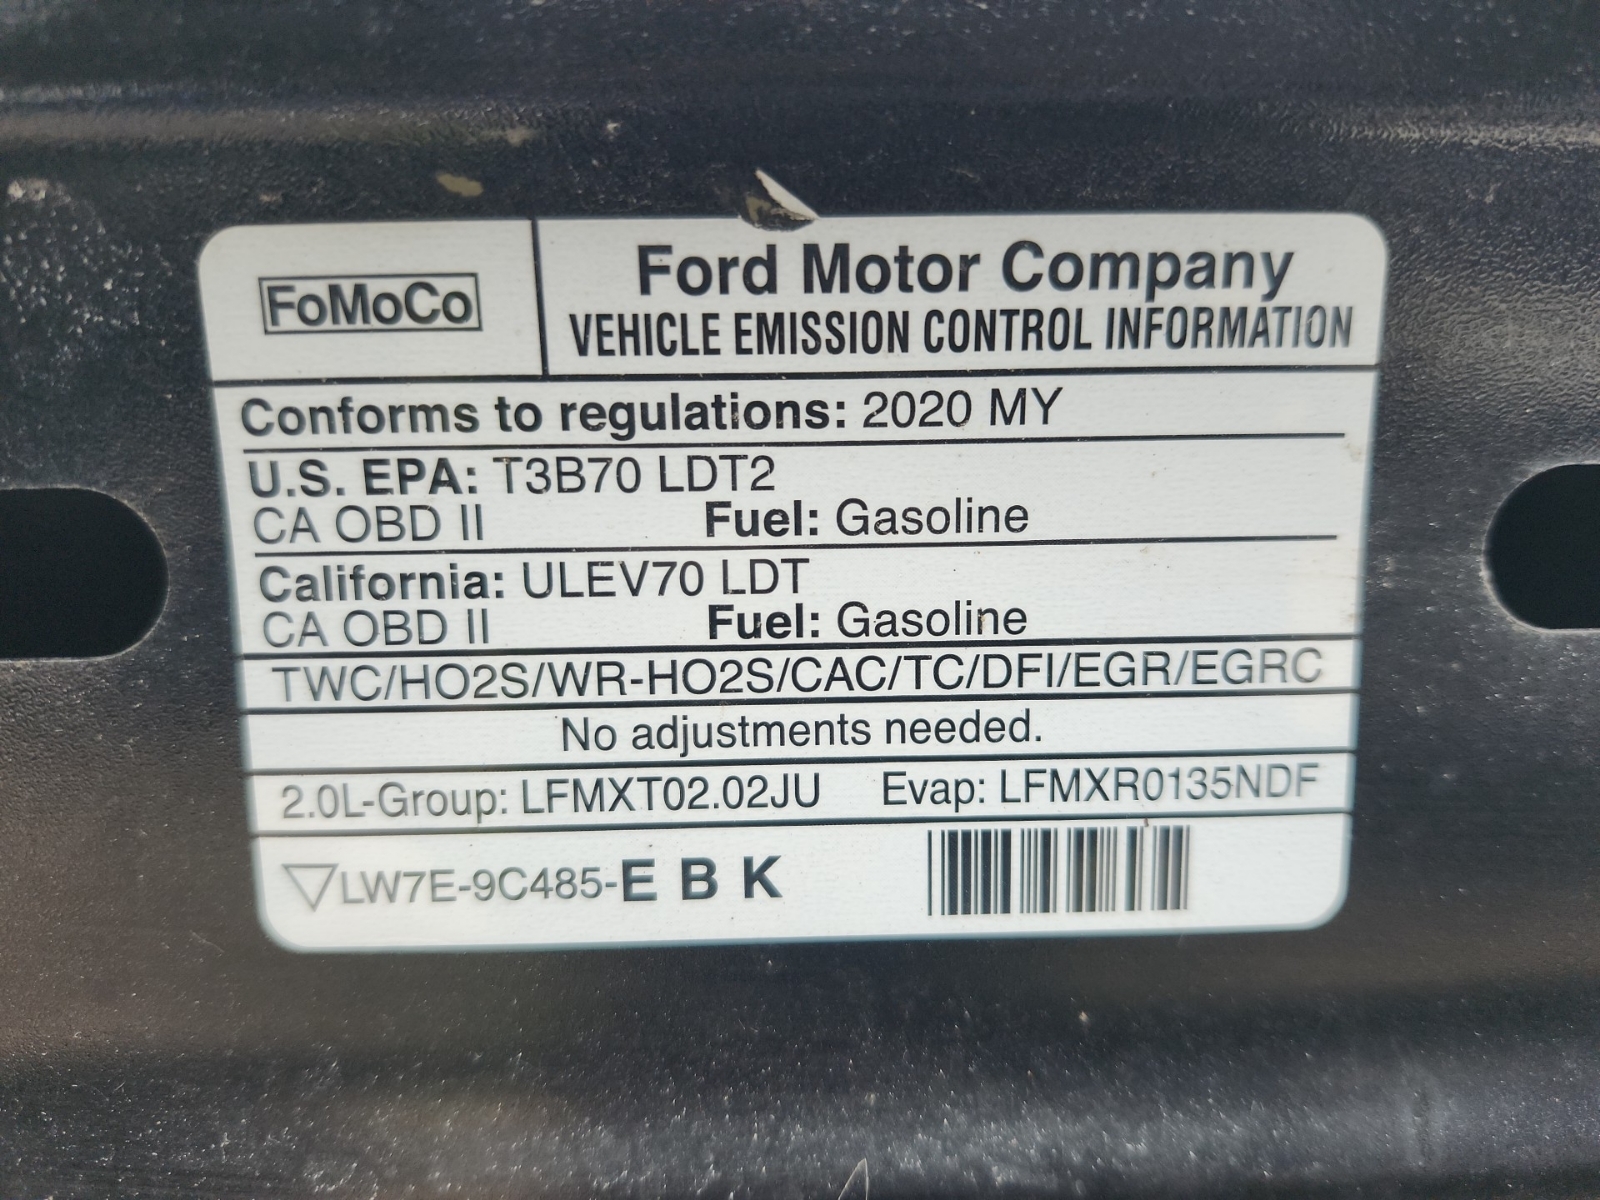 FoMoCo
Ford Motor Company
VEHICLE EMISSION CONTROL INFORMATION
Conforms to regulations: 2020 MY
U.S. EPA: T3B70 LDT2
CA OBD II Fuel: Gasoline
California: ULEV70 LDT
CA OBD II Fuel: Gasoline
TWC/HO2S/WR-HO2S/CAC/TC/DFI/EGR/EGRC
No adjustments needed.
2.0L-Group: LFMXT02.02JU Evap: LFMXR0135NDF
LW7E-9C485-E B K